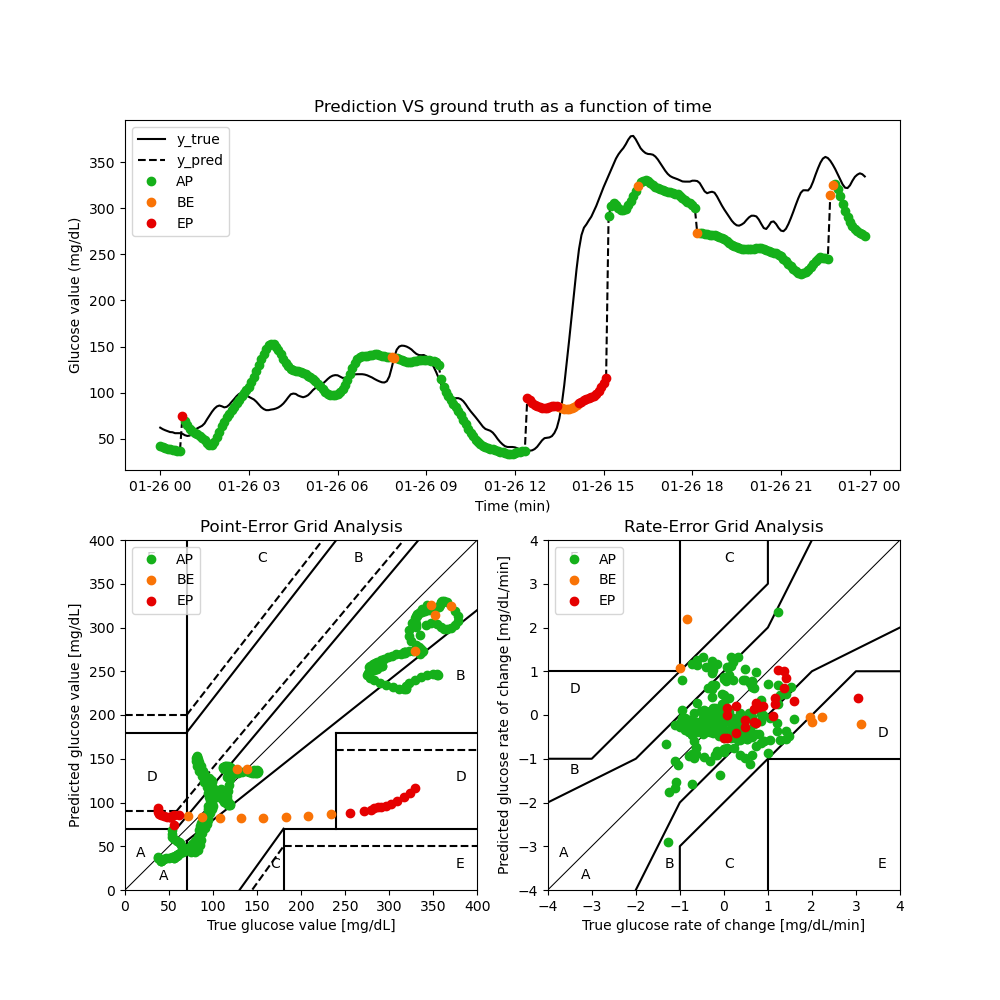 Prediction VS ground truth as a function of time
y_true
y_pred
AP
BE
EP
Glucose value (mg/dL)
350
300
250
200
150
100
50
01-26 00 01-26 03 01-26 06 01-26 09 01-26 12 01-26 15 01-26 18 01-26 21 01-27 00
Time (min)
Point-Error Grid Analysis
AP
BE
EP
C
B
B
D
D
A
A
C
E
Predicted glucose value [mg/dL]
400
350
300
250
200
150
100
50
0
0 50 100 150 200 250 300 350 400
True glucose value [mg/dL]
Rate-Error Grid Analysis
AP
BE
EP
C
D
D
B
A
A
B
C
E
Predicted glucose rate of change [mg/dL/min]
4
3
2
1
0
−1
−2
−3
−4
−4 −3 −2 −1 0 1 2 3 4
True glucose rate of change [mg/dL/min]